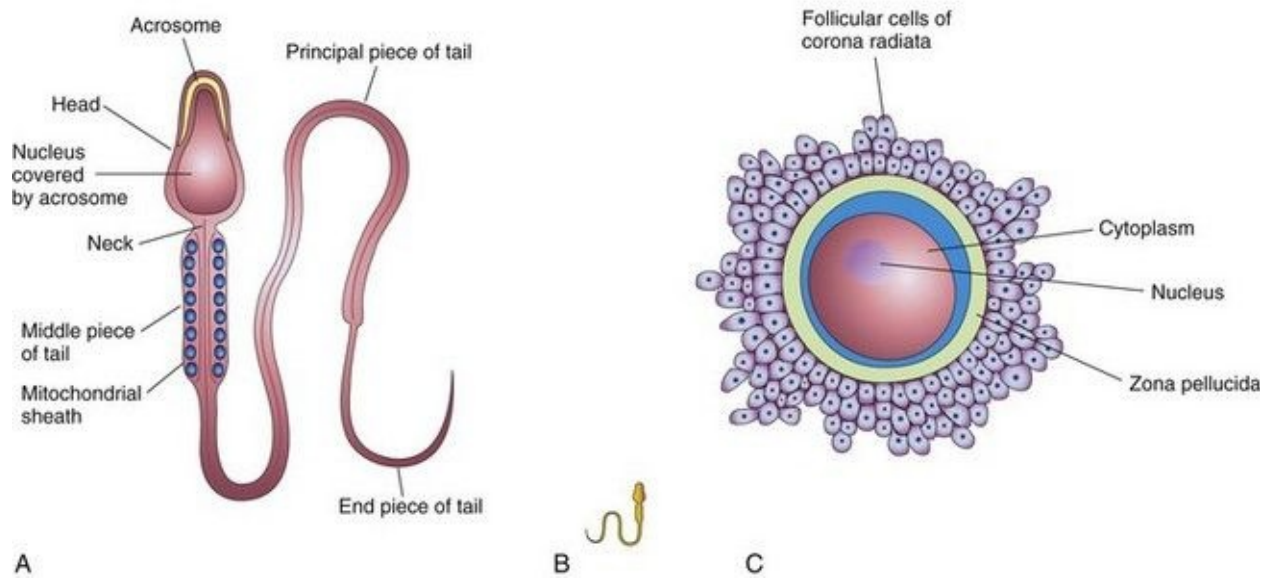 Acrosome
Principal piece of tail
Head
Nucleus
covered
by acrosome
Neck
Middle piece
of tail
Mitochondrial
sheath
End piece of tail
A
B
Follicular cells of
corona radiata
Cytoplasm
Nucleus
Zona pellucida
C